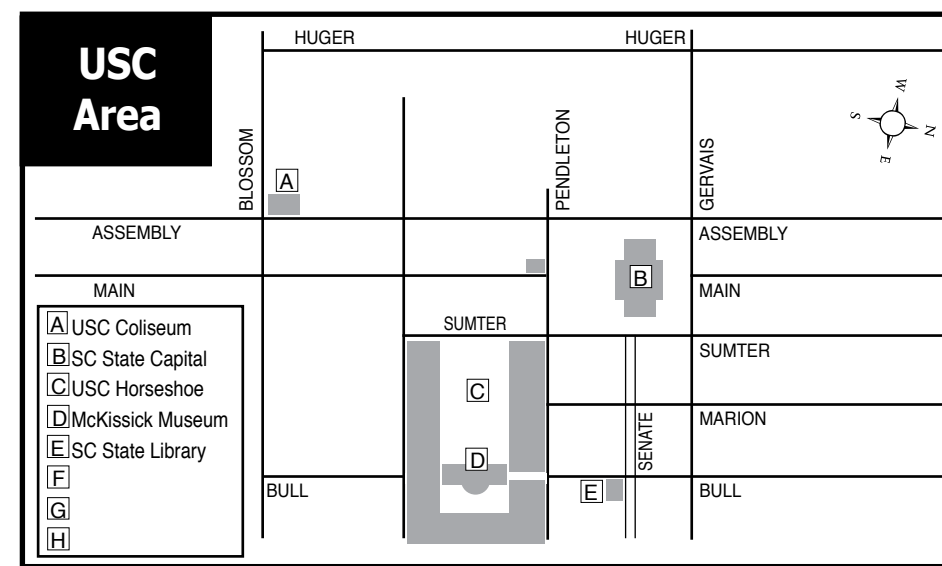 USC
Area
HUGER
HUGER
BLOSSOM
PENDLETON
GERVAIS
W
S
N
E
A
ASSEMBLY
ASSEMBLY
B
MAIN
MAIN
SUMTER
SUMTER
C
MARION
SENATE
D
BULL
E
BULL
A USC Coliseum
B SC State Capital
C USC Horseshoe
D McKissick Museum
E SC State Library
F
G
H